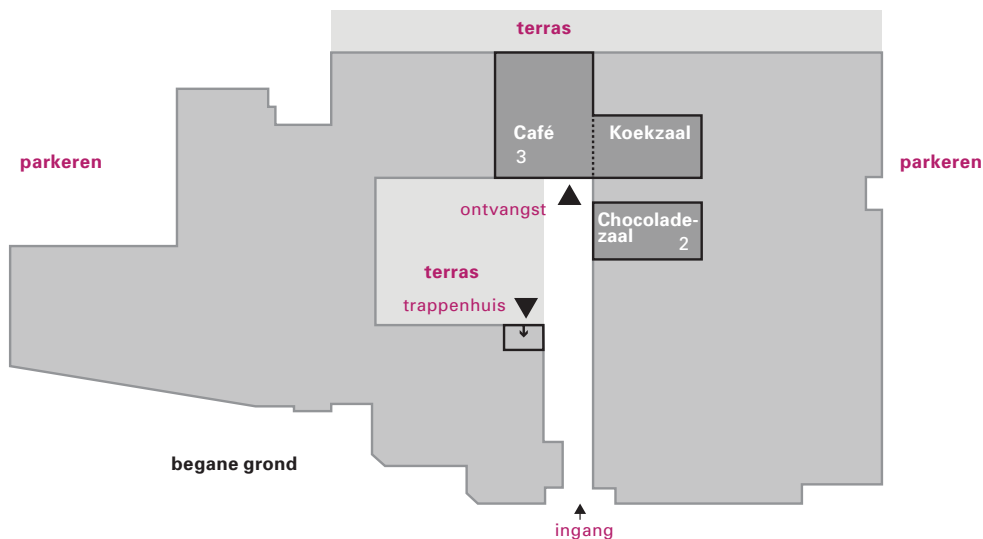 terras
Café
3
Koekzaal
parkeren
parkeren
ontvangst
Chocolade-
zaal
2
terras
trappenhuis
begane grond
ingang